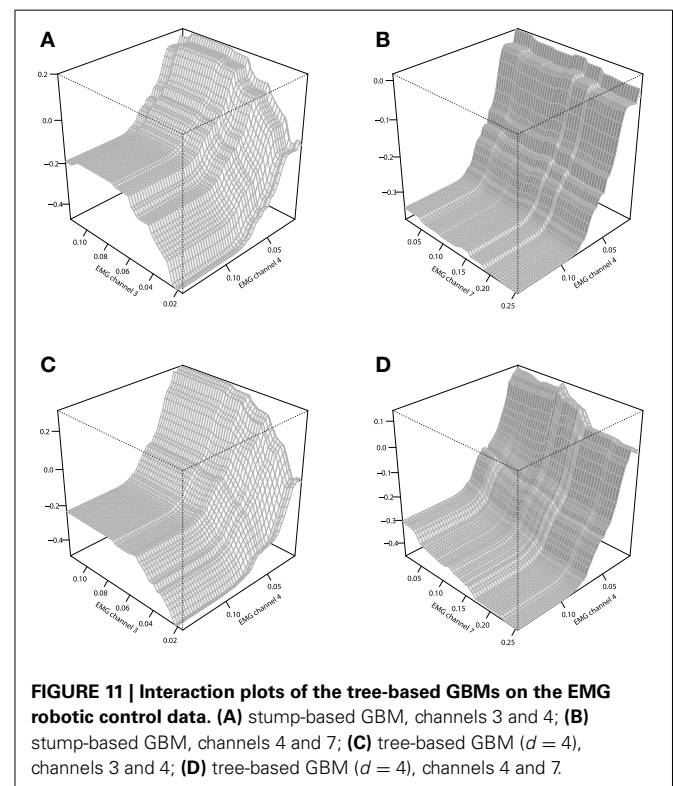 A
0.2
0.0
−0.2
−0.4
0.10
0.08
0.06
0.04
0.02
EMG channel 3
0.10
0.05
EMG channel 4
B
0.0
−0.1
−0.2
−0.3
0.05
0.10
0.15
0.20
0.25
EMG channel 7
0.10
0.05
EMG channel 4
C
0.2
0.0
−0.2
−0.4
0.10
0.08
0.06
0.04
0.02
EMG channel 3
0.10
0.05
EMG channel 4
D
0.1
0.0
−0.1
−0.2
−0.3
−0.4
0.05
0.10
0.15
0.20
0.25
EMG channel 7
0.10
0.05
EMG channel 4
FIGURE 11 | Interaction plots of the tree-based GBMs on the EMG
robotic control data. (A) stump-based GBM, channels 3 and 4; (B)
stump-based GBM, channels 4 and 7; (C) tree-based GBM (d = 4),
channels 3 and 4; (D) tree-based GBM (d = 4), channels 4 and 7.